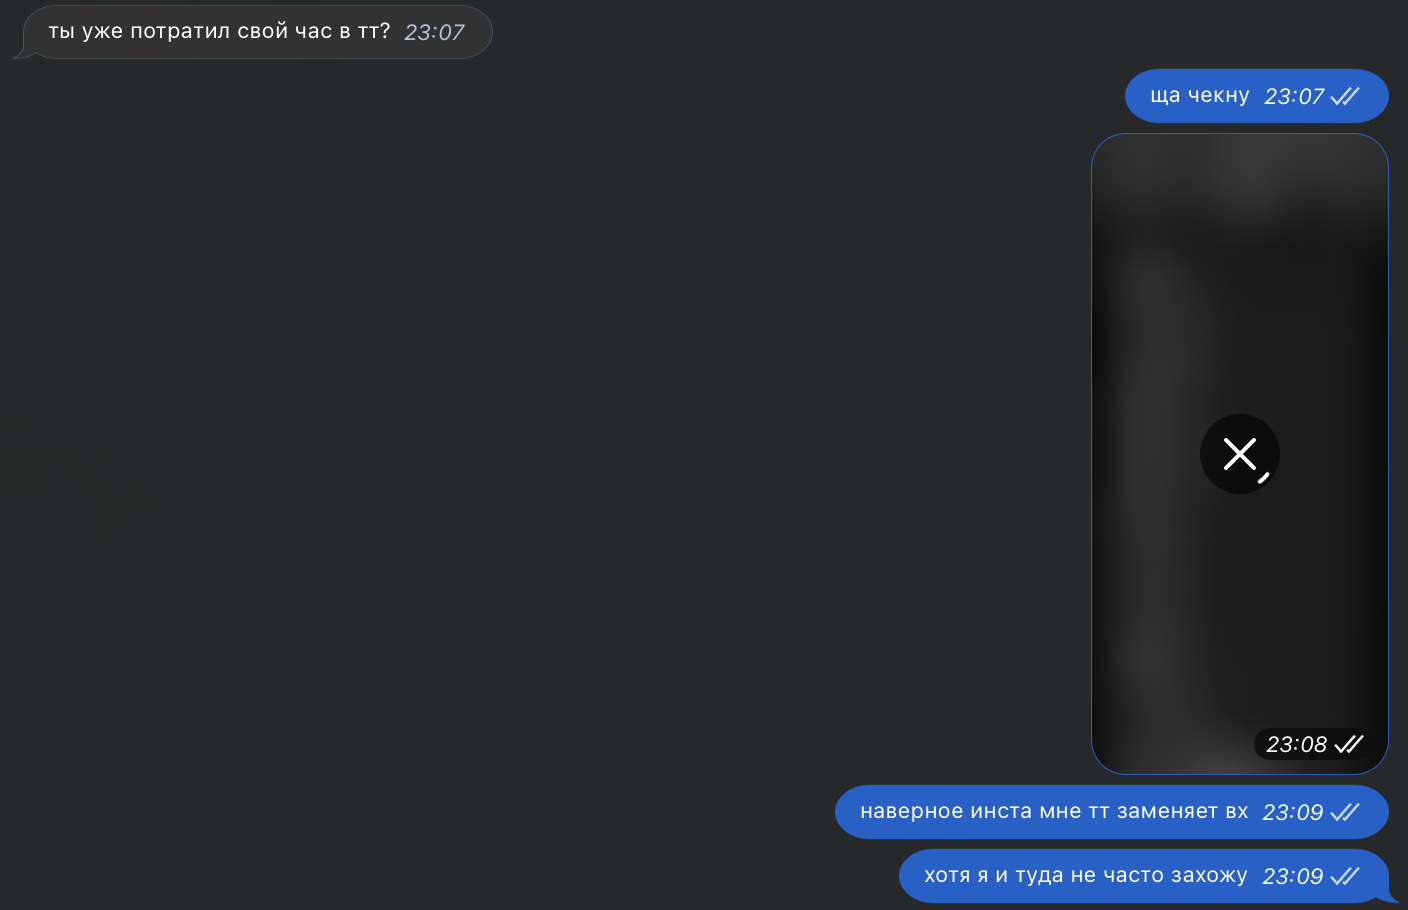 ты уже потратил свой час в тт? 23:07
ща чекну 23:07
23:08
наверное инста мне тт заменяет вх 23:09
хотя я и туда не часто захожу 23:09